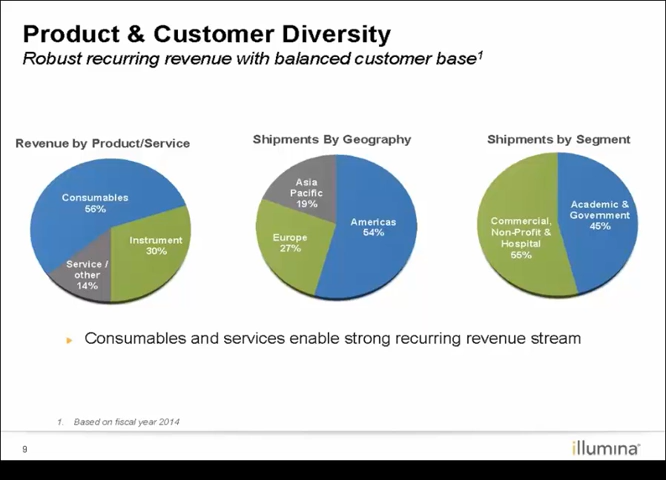 Product & Customer Diversity
Robust recurring revenue with balanced customer base1
Revenue by Product/Service
Consumables
56%
Instrument
30%
Service /
other
14%
Shipments By Geography
Asia
Pacific
19%
Americas
54%
Europe
27%
Shipments by Segment
Commercial,
Non-Profit &
Hospital
55%
Academic &
Government
45%
Consumables and services enable strong recurring revenue stream
1. Based on fiscal year 2014
9
illumina®